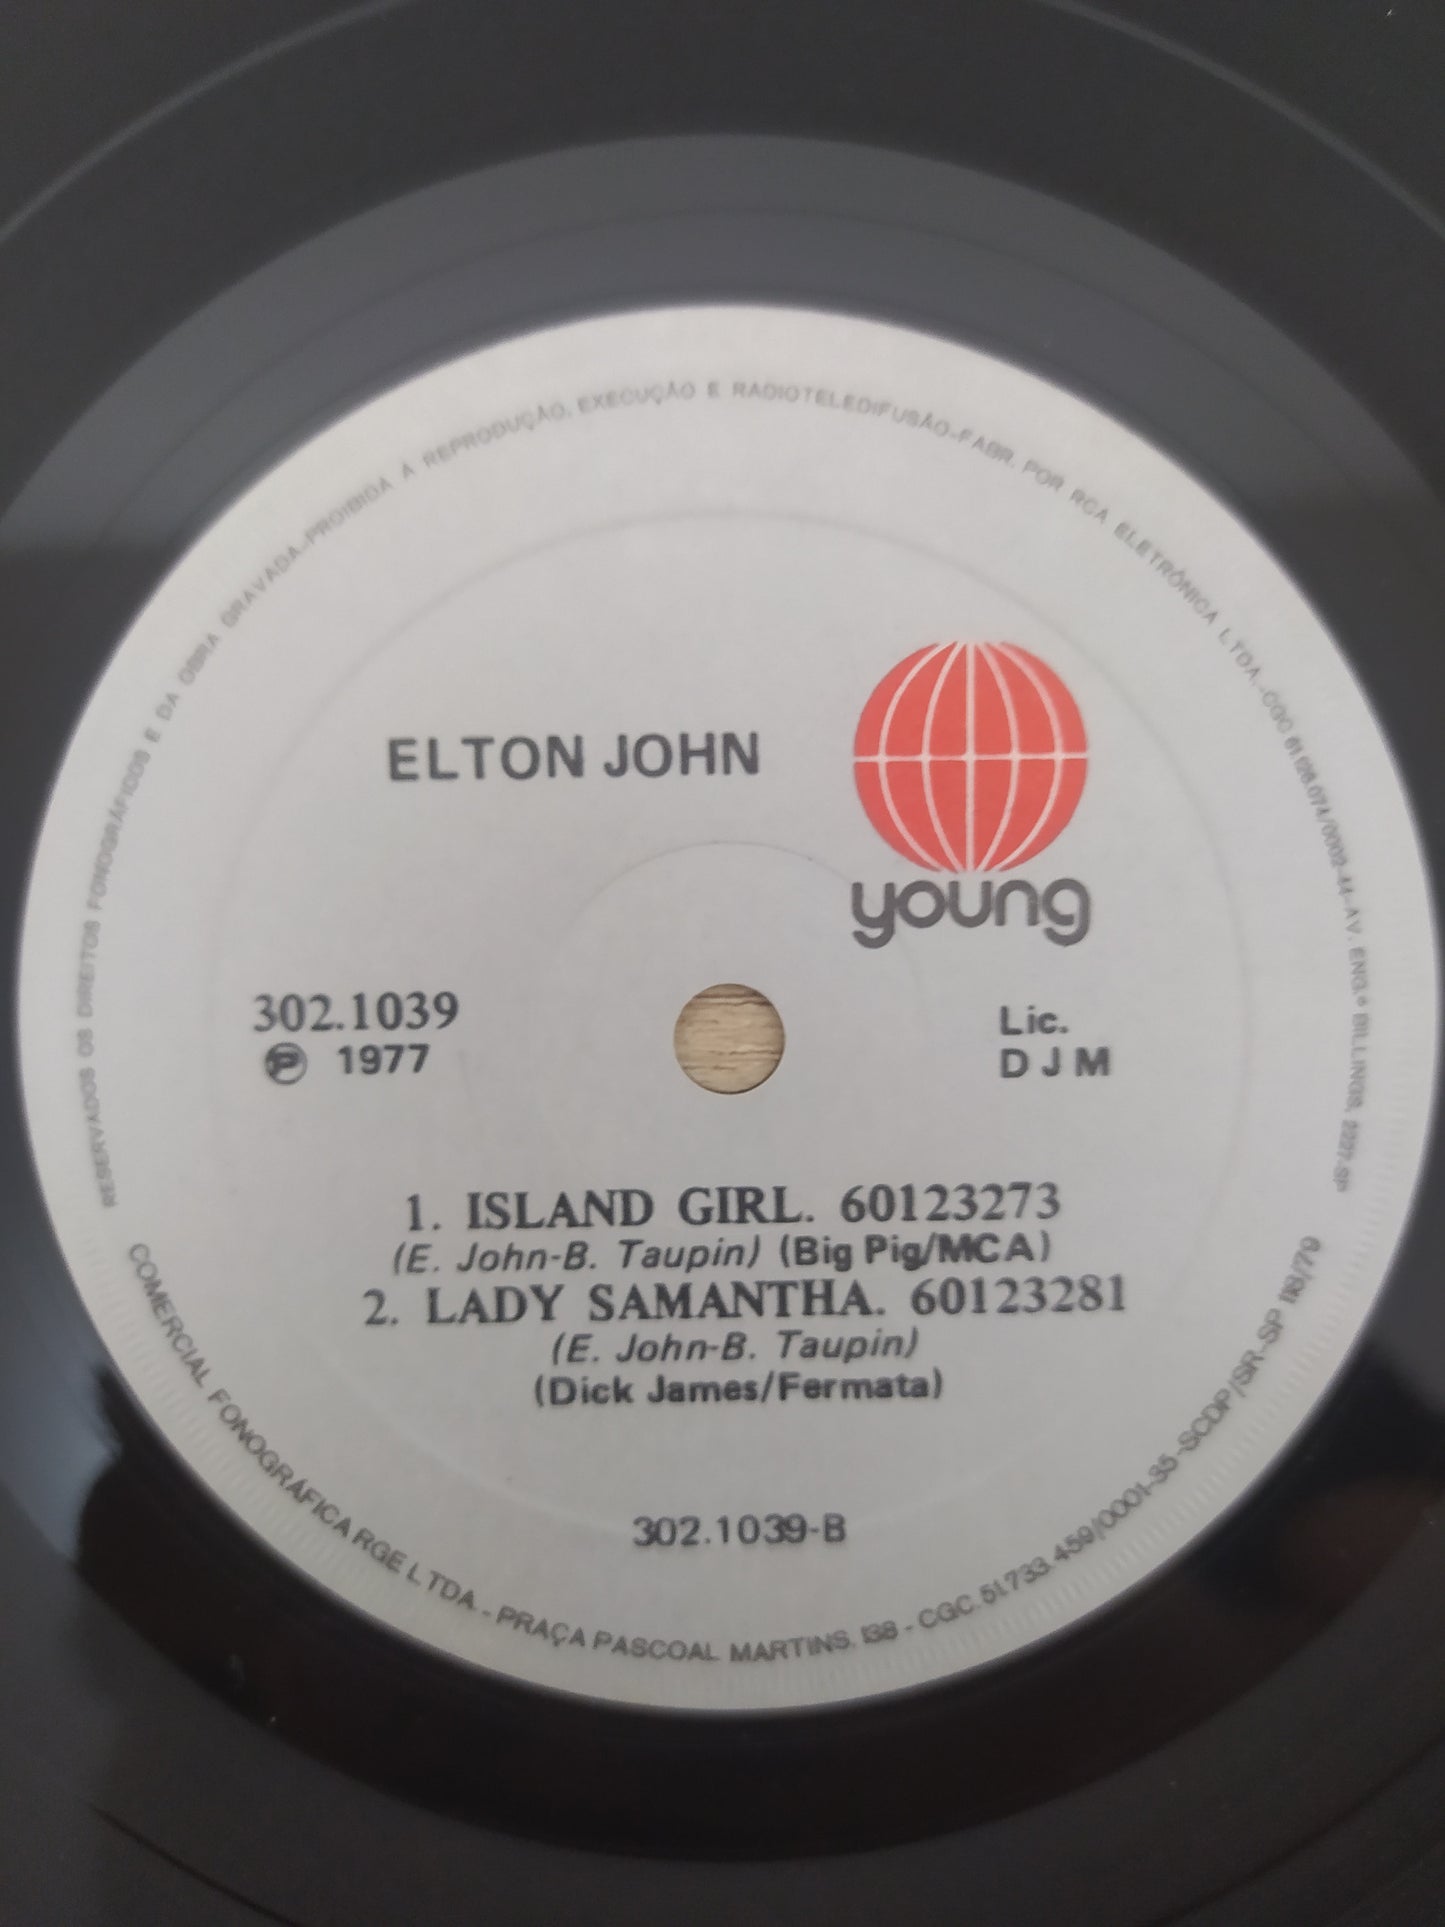 RESERVADOS OS DIREITOS FONOGRÁFICOS E DA OBRA GRAVADA-PROIBIDA A REPRODUÇÃO, EXECUÇÃO E RADIOTELEDIFUSÃO-FABR. POR RCA ELETRÔNICA LTDA.-CGC 61.026.074/0002-44-AV. ENG.º BILLINGS, 2227-SP
ELTON JOHN
young
302.1039
Ⓟ 1977
Lic.
D J M
1. ISLAND GIRL. 60123273
(E. John-B. Taupin) (Big Pig/MCA)
2. LADY SAMANTHA. 60123281
(E. John-B. Taupin)
(Dick James/Fermata)
302.1039-B
COMERCIAL FONOGRÁFICA RGE LTDA. - PRAÇA PASCOAL MARTINS, 138 - CGC. 51.733.459/0001-35-SCDP/SR-SP 118/79